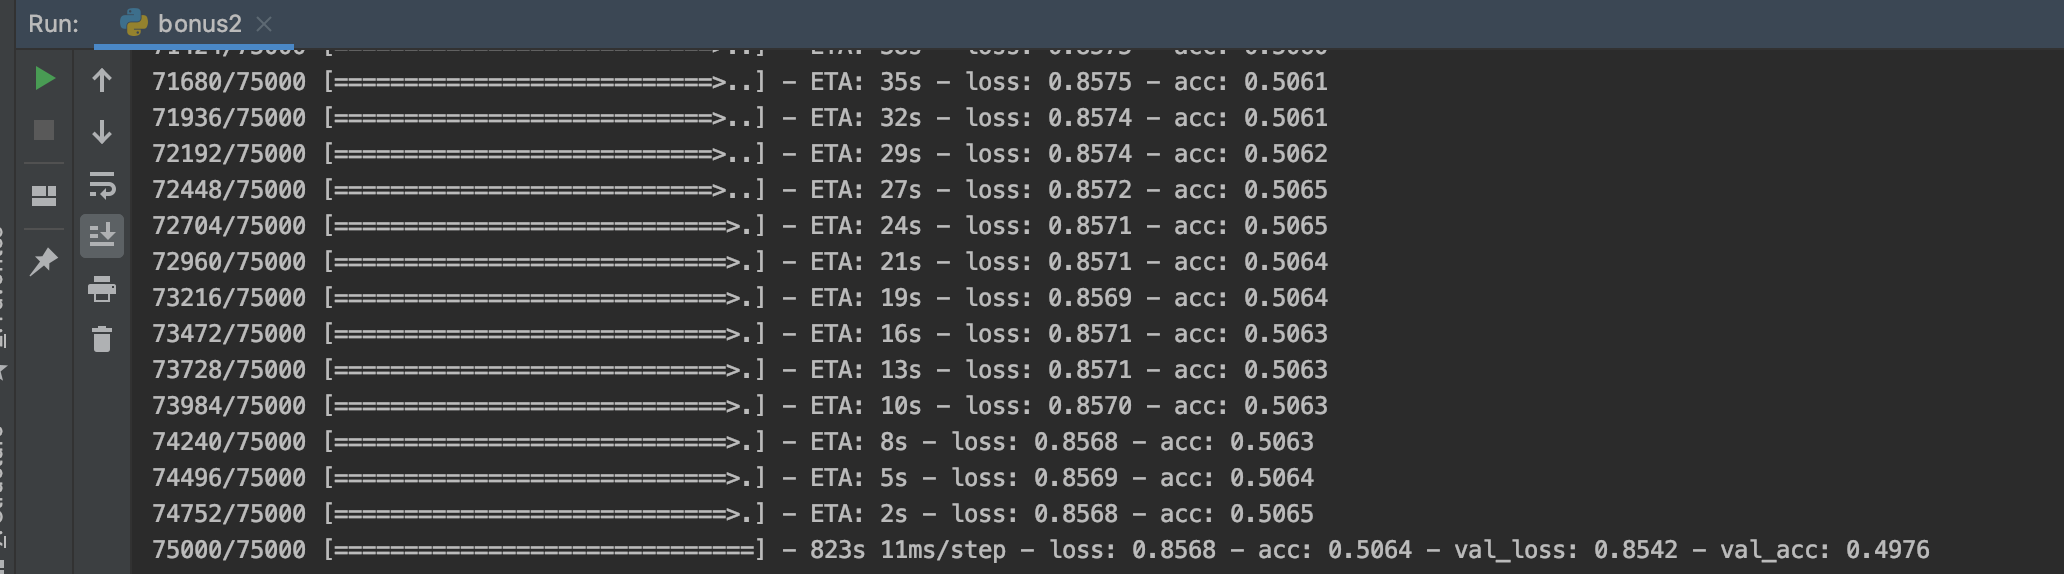 Run: bonus2
71680/75000 [===========================>..] - ETA: 35s - loss: 0.8575 - acc: 0.5061
71936/75000 [===========================>..] - ETA: 32s - loss: 0.8574 - acc: 0.5061
72192/75000 [===========================>..] - ETA: 29s - loss: 0.8574 - acc: 0.5062
72448/75000 [===========================>..] - ETA: 27s - loss: 0.8572 - acc: 0.5065
72704/75000 [============================>.] - ETA: 24s - loss: 0.8571 - acc: 0.5065
72960/75000 [============================>.] - ETA: 21s - loss: 0.8571 - acc: 0.5064
73216/75000 [============================>.] - ETA: 19s - loss: 0.8569 - acc: 0.5064
73472/75000 [============================>.] - ETA: 16s - loss: 0.8571 - acc: 0.5063
73728/75000 [============================>.] - ETA: 13s - loss: 0.8571 - acc: 0.5063
73984/75000 [============================>.] - ETA: 10s - loss: 0.8570 - acc: 0.5063
74240/75000 [============================>.] - ETA: 8s - loss: 0.8568 - acc: 0.5063
74496/75000 [============================>.] - ETA: 5s - loss: 0.8569 - acc: 0.5064
74752/75000 [============================>.] - ETA: 2s - loss: 0.8568 - acc: 0.5065
75000/75000 [==============================] - 823s 11ms/step - loss: 0.8568 - acc: 0.5064 - val_loss: 0.8542 - val_acc: 0.4976